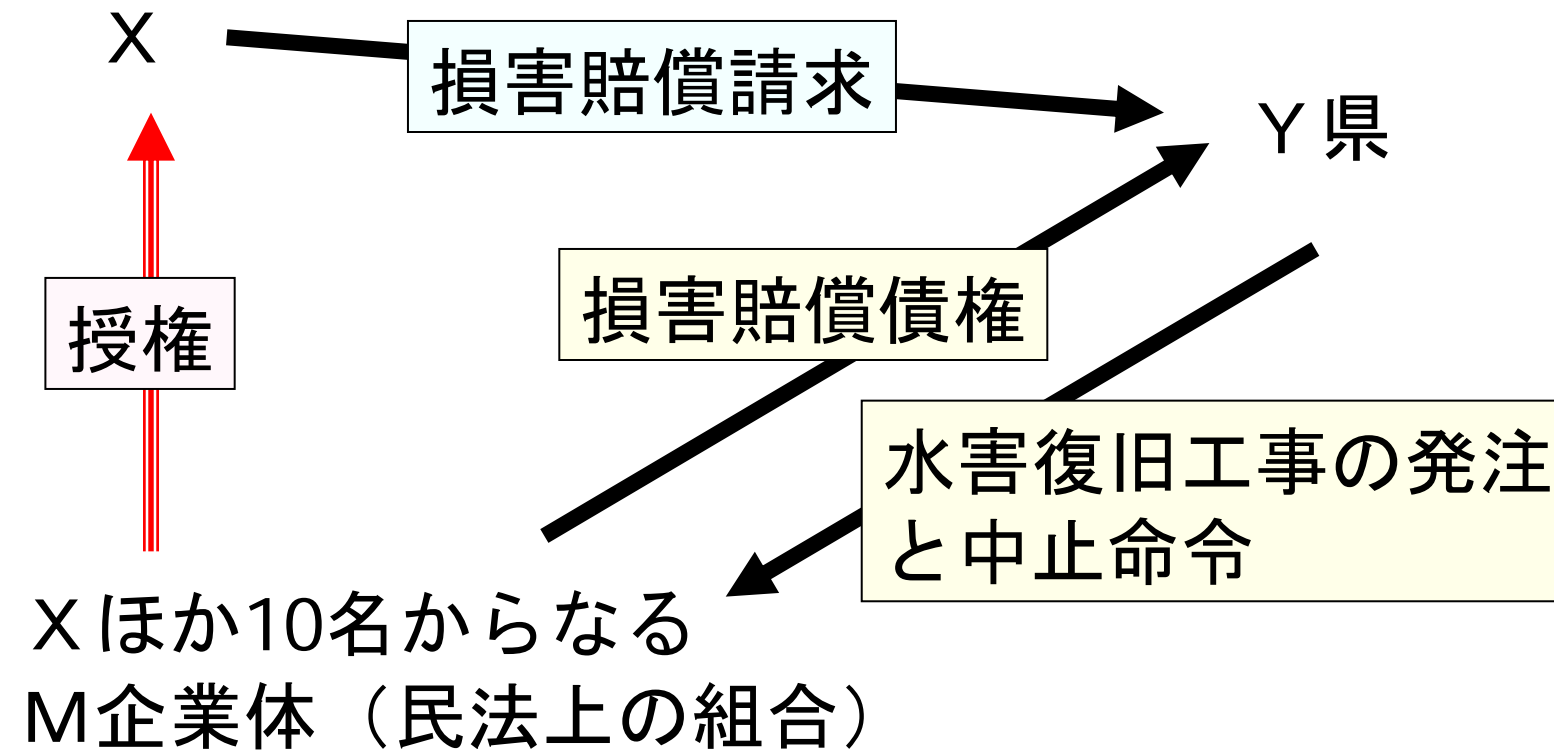 X
損害賠償請求
Y県
授権
損害賠償債権
水害復旧工事の発注
と中止命令
Xほか10名からなる
M企業体（民法上の組合）